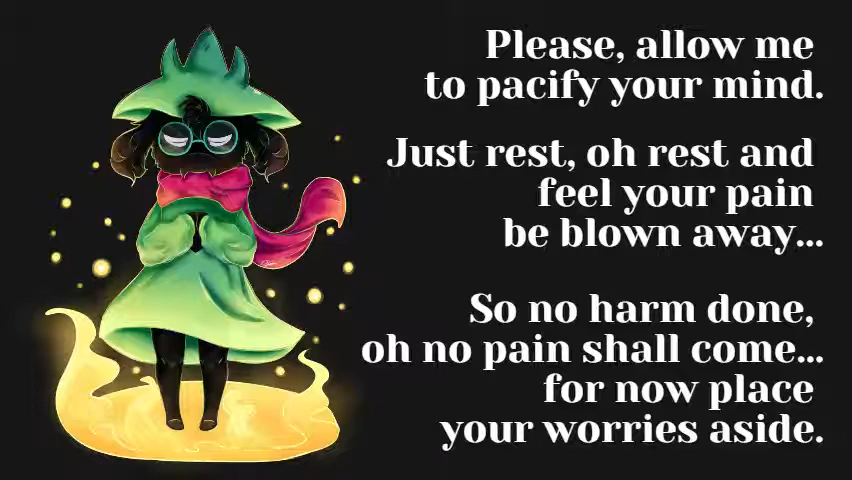 Please, allow me
to pacify your mind.
Just rest, oh rest and
feel your pain
be blown away...
So no harm done,
oh no pain shall come...
for now place
your worries aside.